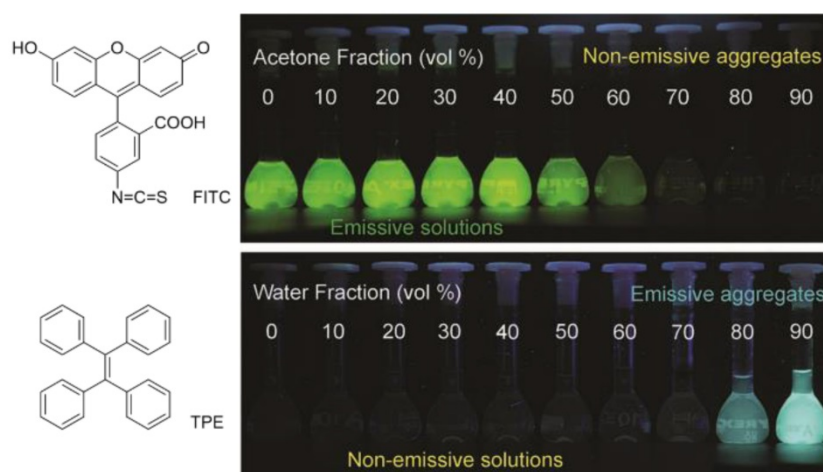 HO
O
O
COOH
N=C=S
FITC
Acetone Fraction (vol %)
Non-emissive aggregates
0 10 20 30 40 50 60 70 80 90
Emissive solutions
TPE
Water Fraction (vol %)
Emissive aggregates
0 10 20 30 40 50 60 70 80 90
Non-emissive solutions